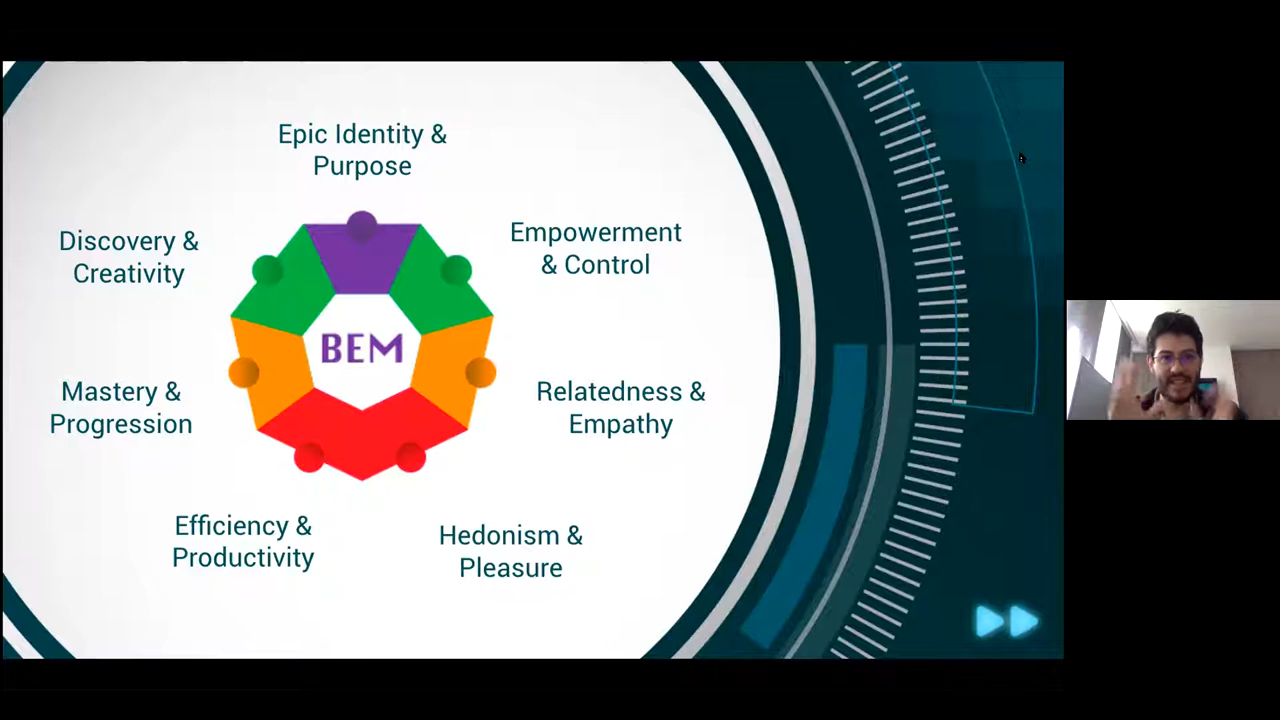 Epic Identity &
Purpose
Discovery &
Creativity
Empowerment
& Control
BEM
Mastery &
Progression
Relatedness &
Empathy
Efficiency &
Productivity
Hedonism &
Pleasure